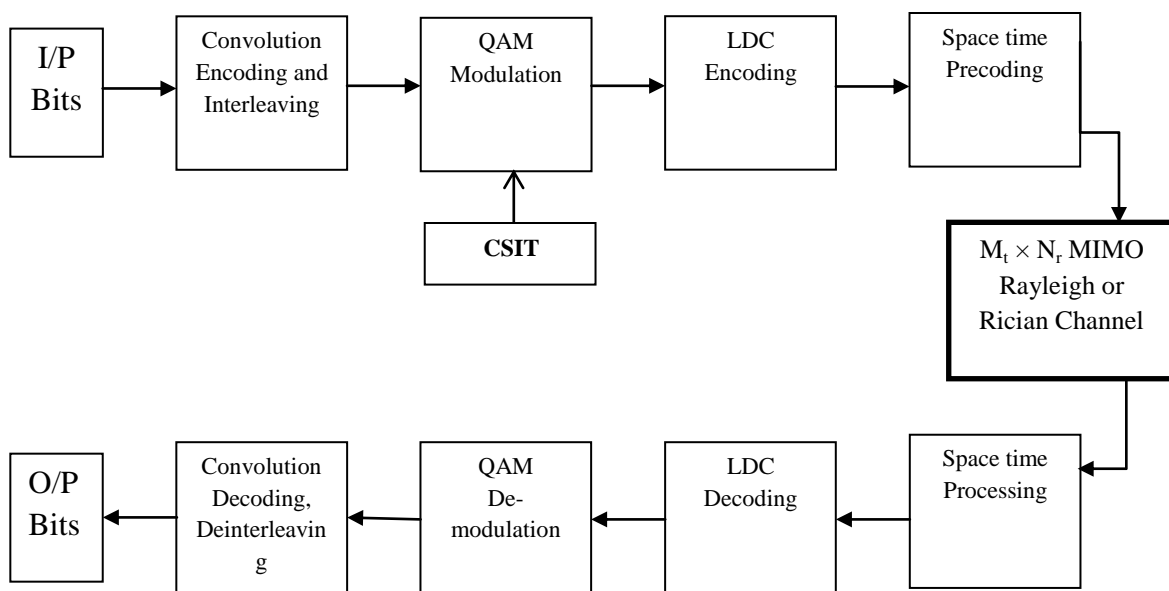 I/P
Bits
Convolution
Encoding and
Interleaving
QAM
Modulation
LDC
Encoding
Space time
Precoding
CSIT
Mt × Nr MIMO
Rayleigh or
Rician Channel
O/P
Bits
Convolution
Decoding,
Deinterleavin
g
QAM
De-
modulation
LDC
Decoding
Space time
Processing